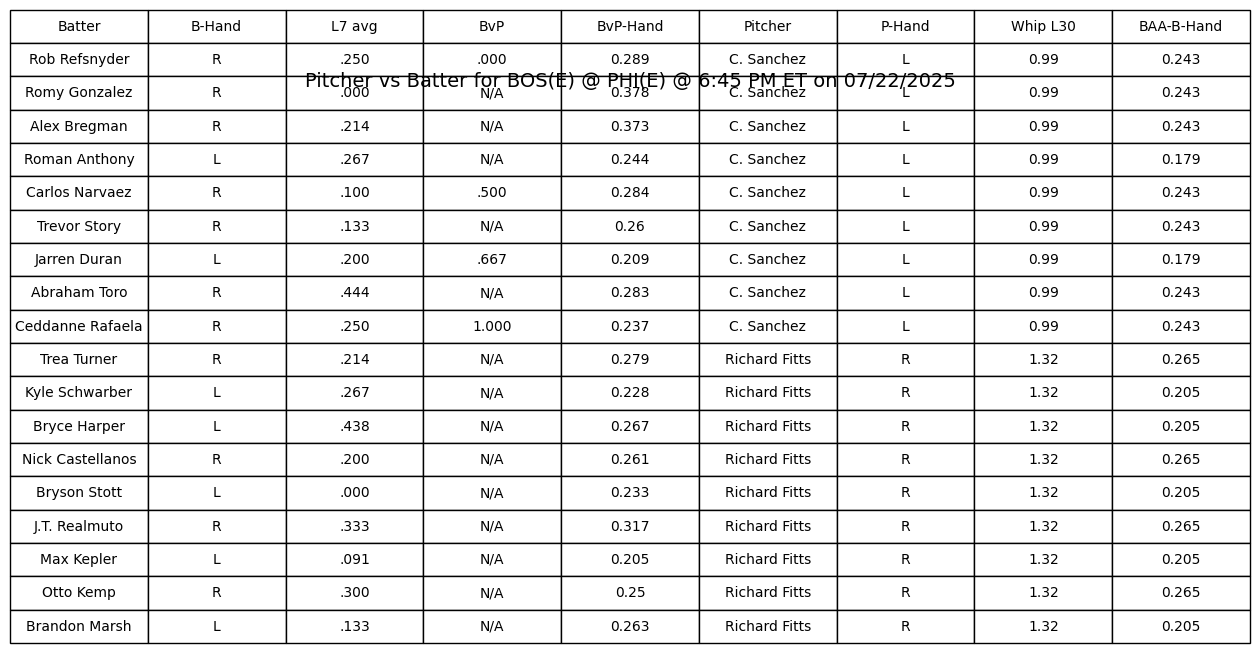 Batter B-Hand L7 avg BvP BvP-Hand Pitcher P-Hand Whip L30 BAA-B-Hand
Rob Refsnyder R .250 .000 0.289 C. Sanchez L 0.99 0.243
Pitcher vs Batter for BOS(E) @ PHI(E) @ 6:45 PM ET on 07/22/2025
Romy Gonzalez R .000 N/A 0.378 C. Sanchez L 0.99 0.243
Alex Bregman R .214 N/A 0.373 C. Sanchez L 0.99 0.243
Roman Anthony L .267 N/A 0.244 C. Sanchez L 0.99 0.179
Carlos Narvaez R .100 .500 0.284 C. Sanchez L 0.99 0.243
Trevor Story R .133 N/A 0.26 C. Sanchez L 0.99 0.243
Jarren Duran L .200 .667 0.209 C. Sanchez L 0.99 0.179
Abraham Toro R .444 N/A 0.283 C. Sanchez L 0.99 0.243
Ceddanne Rafaela R .250 1.000 0.237 C. Sanchez L 0.99 0.243
Trea Turner R .214 N/A 0.279 Richard Fitts R 1.32 0.265
Kyle Schwarber L .267 N/A 0.228 Richard Fitts R 1.32 0.205
Bryce Harper L .438 N/A 0.267 Richard Fitts R 1.32 0.205
Nick Castellanos R .200 N/A 0.261 Richard Fitts R 1.32 0.265
Bryson Stott L .000 N/A 0.233 Richard Fitts R 1.32 0.205
J.T. Realmuto R .333 N/A 0.317 Richard Fitts R 1.32 0.265
Max Kepler L .091 N/A 0.205 Richard Fitts R 1.32 0.205
Otto Kemp R .300 N/A 0.25 Richard Fitts R 1.32 0.265
Brandon Marsh L .133 N/A 0.263 Richard Fitts R 1.32 0.205